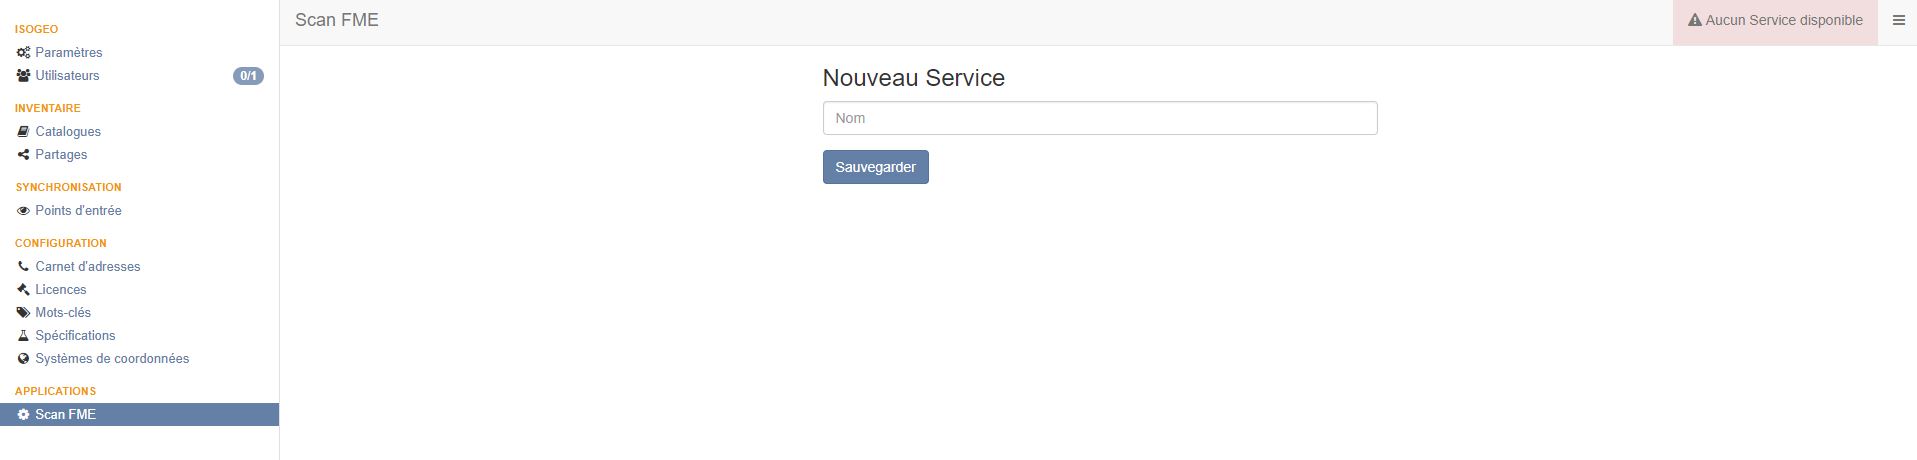 ISOGEO
Paramètres
Utilisateurs 0/1
INVENTAIRE
Catalogues
Partages
SYNCHRONISATION
Points d'entrée
CONFIGURATION
Carnet d'adresses
Licences
Mots-clés
Spécifications
Systèmes de coordonnées
APPLICATIONS
Scan FME
Scan FME
Aucun Service disponible
Nouveau Service
Nom
Sauvegarder